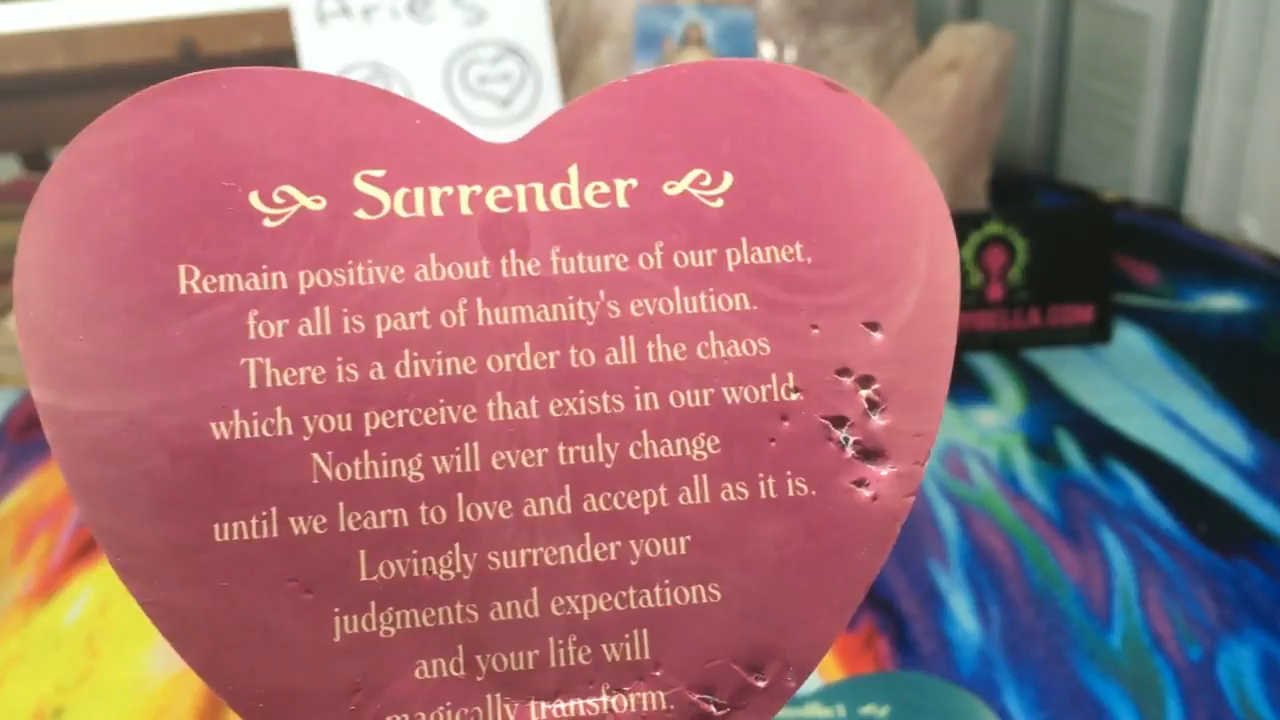 Aries
Surrender
Remain positive about the future of our planet,
for all is part of humanity's evolution.
There is a divine order to all the chaos
which you perceive that exists in our world.
Nothing will ever truly change
until we learn to love and accept all as it is.
Lovingly surrender your
judgments and expectations
and your life will
magically transform.